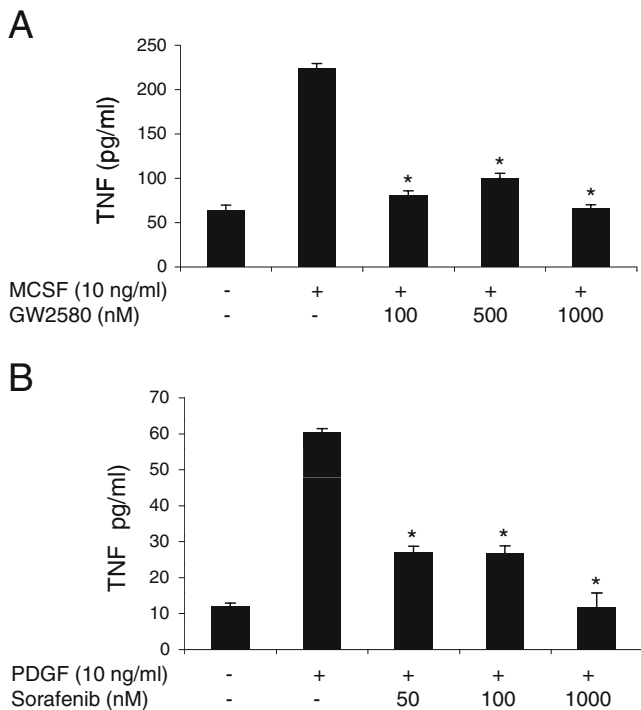 A
250
200
150
100
50
0
TNF (pg/ml)
* * *
MCSF (10 ng/ml) - + + + +
GW2580 (nM) - - 100 500 1000
B
70
60
50
40
30
20
10
0
TNF pg/ml)
* * *
PDGF (10 ng/ml) - + + + +
Sorafenib (nM) - - 50 100 1000